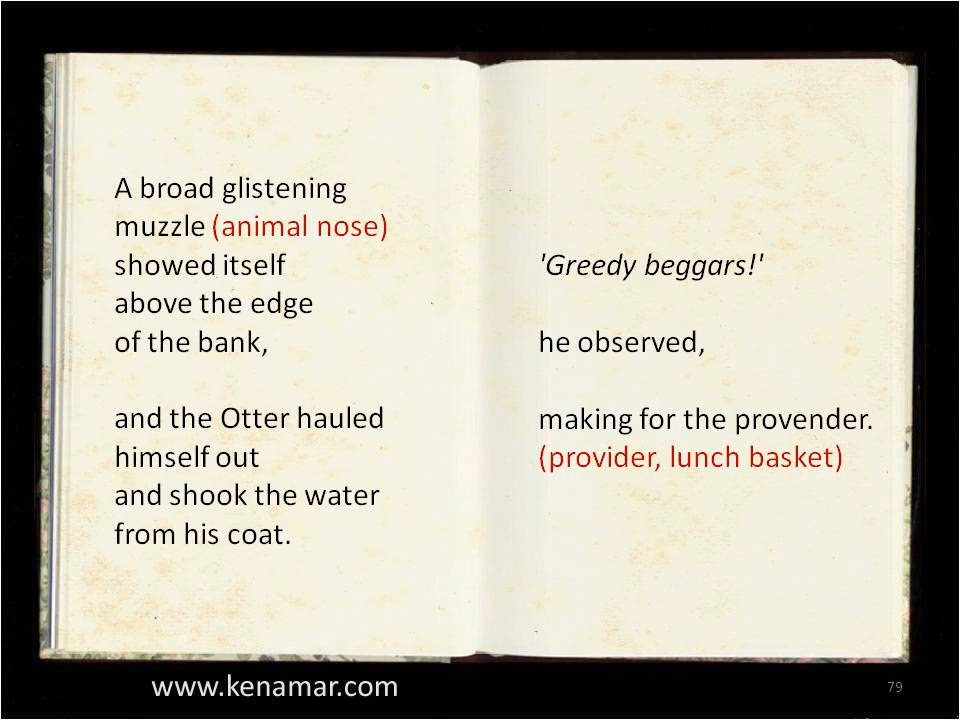 A broad glistening
muzzle (animal nose)
showed itself
above the edge
of the bank,
and the Otter hauled
himself out
and shook the water
from his coat.
'Greedy beggars!'
he observed,
making for the provender.
(provider, lunch basket)
www.kenamar.com
79